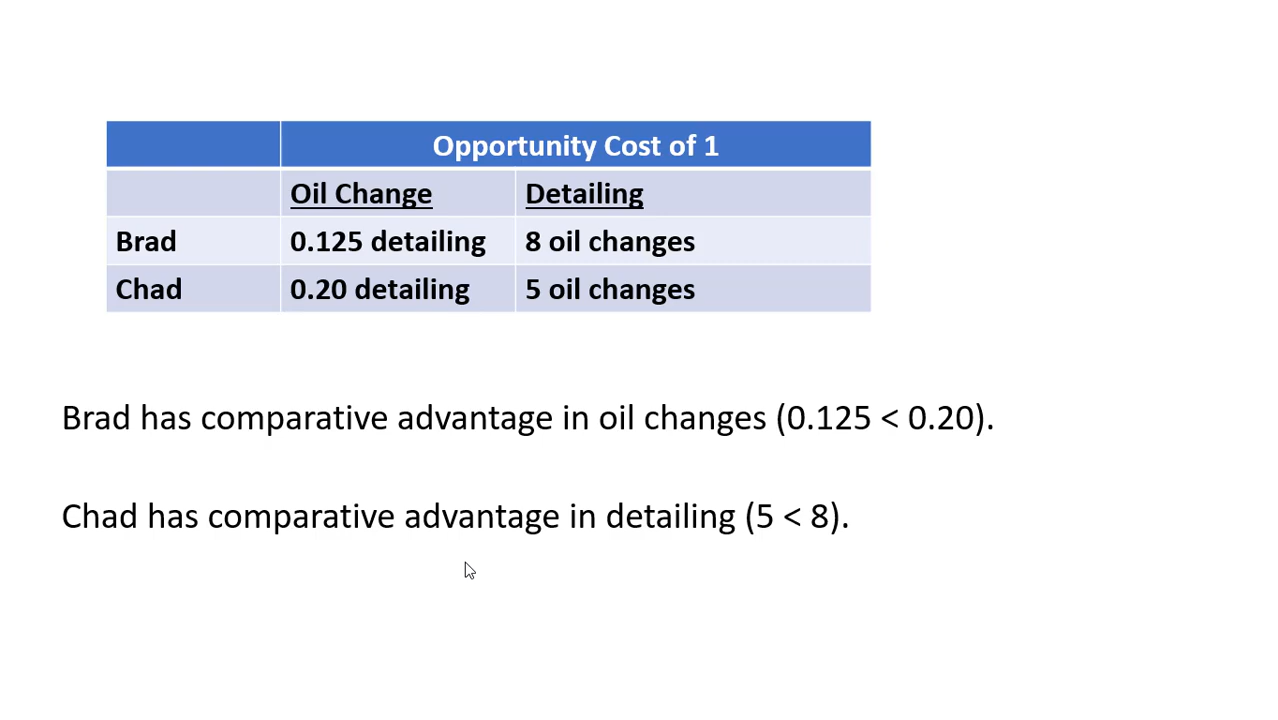 Opportunity Cost of 1
Oil Change Detailing
Brad 0.125 detailing 8 oil changes
Chad 0.20 detailing 5 oil changes
Brad has comparative advantage in oil changes (0.125 < 0.20).
Chad has comparative advantage in detailing (5 < 8).